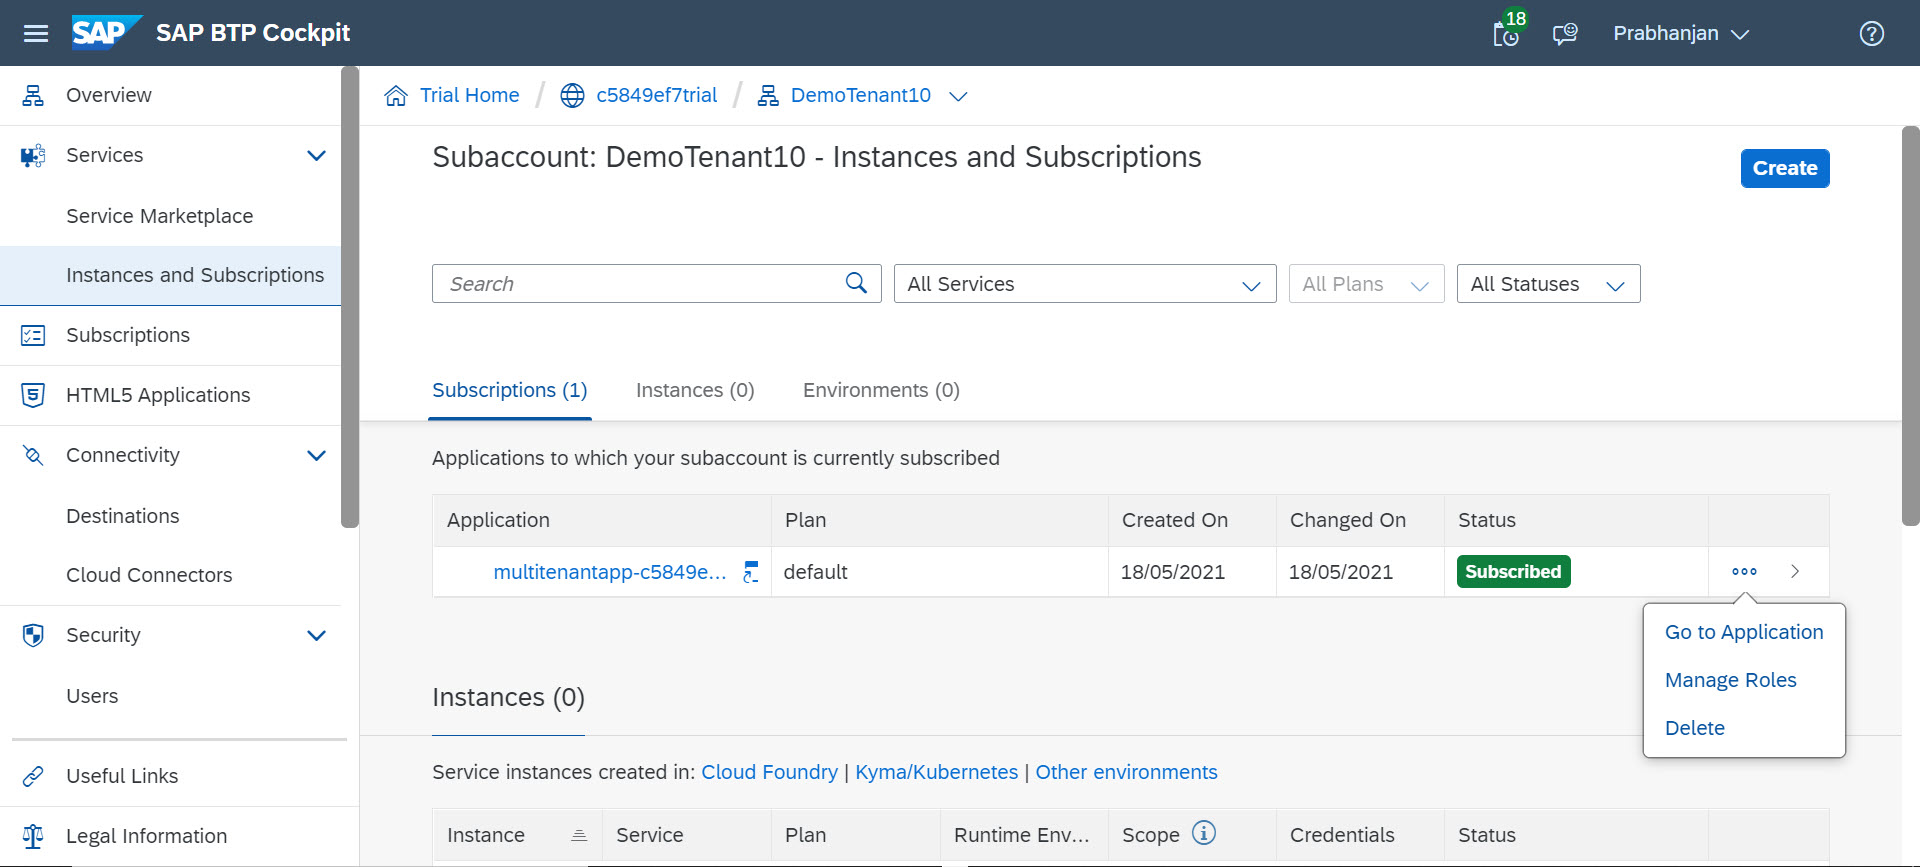 SAP SAP BTP Cockpit 18 Prabhanjan
Overview
Services
Service Marketplace
Instances and Subscriptions
Subscriptions
HTML5 Applications
Connectivity
Destinations
Cloud Connectors
Security
Users
Useful Links
Legal Information
Trial Home / c5849ef7trial / DemoTenant10
Subaccount: DemoTenant10 - Instances and Subscriptions
Create
Search All Services All Plans All Statuses
Subscriptions (1) Instances (0) Environments (0)
Applications to which your subaccount is currently subscribed
Application Plan Created On Changed On Status
multitenantapp-c5849e... default 18/05/2021 18/05/2021 Subscribed
Go to Application
Manage Roles
Delete
Instances (0)
Service instances created in: Cloud Foundry | Kyma/Kubernetes | Other environments
Instance Service Plan Runtime Env... Scope Credentials Status